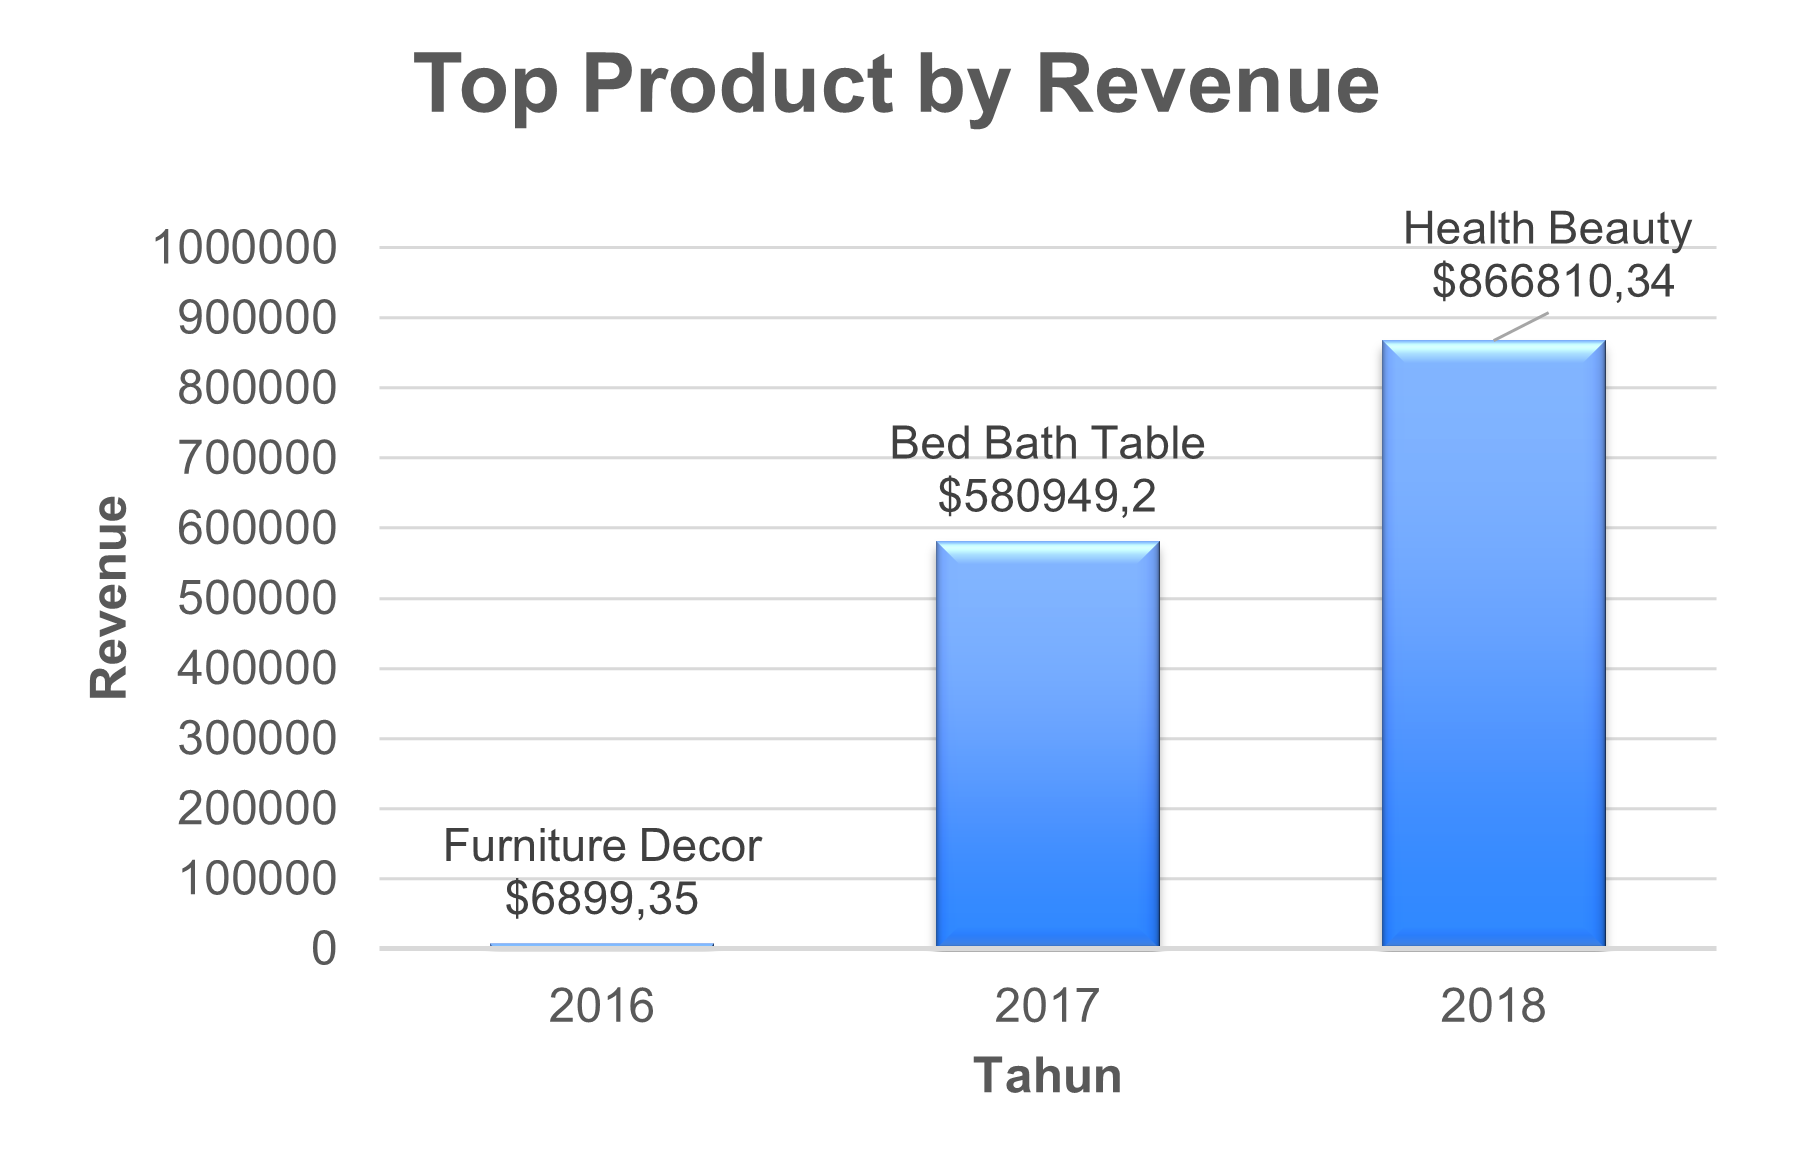 Top Product by Revenue
Health Beauty
$866810,34
Bed Bath Table
$580949,2
Furniture Decor
$6899,35
1000000
900000
800000
700000
600000
500000
400000
300000
200000
100000
0
Revenue
2016
2017
2018
Tahun